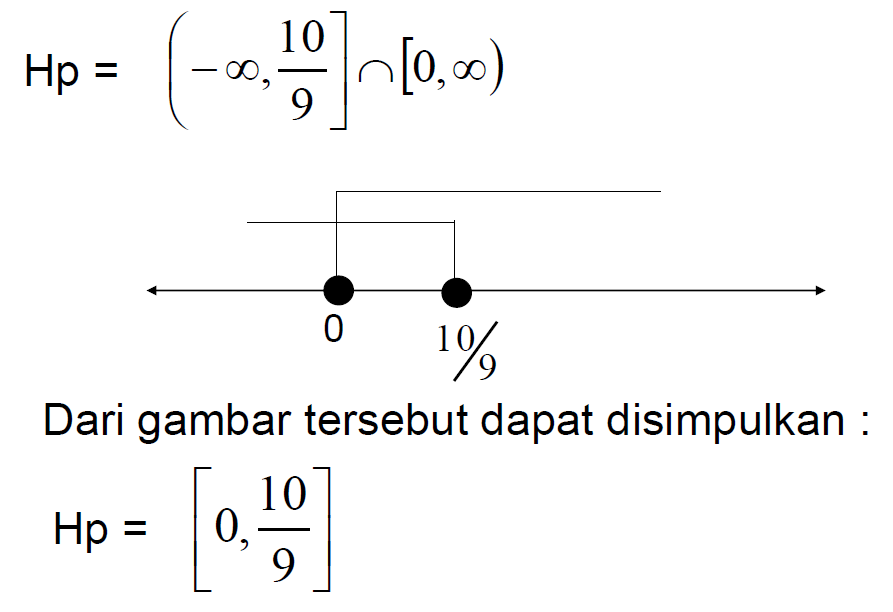 Hp = (−∞, 10/9] ∩ [0, ∞)
0 10/9
Dari gambar tersebut dapat disimpulkan :
Hp = [0, 10/9]